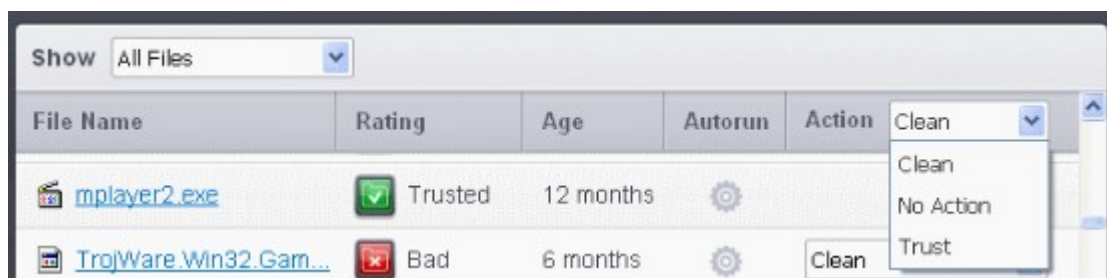 Show All Files
File Name Rating Age Autorun Action Clean
Clean
mplayer2.exe Trusted 12 months
No Action
TrojWare.Win32.Gam... Bad 6 months Clean
Trust